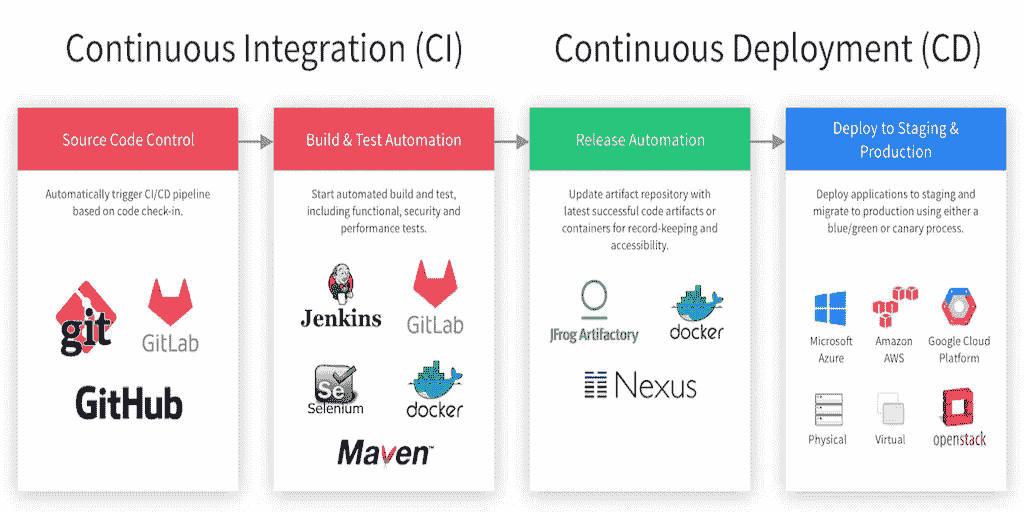 Continuous Integration (CI)
Continuous Deployment (CD)
Source Code Control
Automatically trigger CI/CD pipeline
based on code check-in.
git
GitLab
GitHub
Build & Test Automation
Start automated build and test,
including functional, security and
performance tests.
Jenkins
GitLab
Se
Selenium
docker
Maven™
Release Automation
Update artifact repository with
latest successful code artifacts or
containers for record-keeping and
accessibility.
JFrog Artifactory
docker
Nexus
Deploy to Staging &
Production
Deploy applications to staging and
migrate to production using either a
blue/green or canary process.
Microsoft
Azure
Amazon
AWS
Google Cloud
Platform
Physical
Virtual
openstack